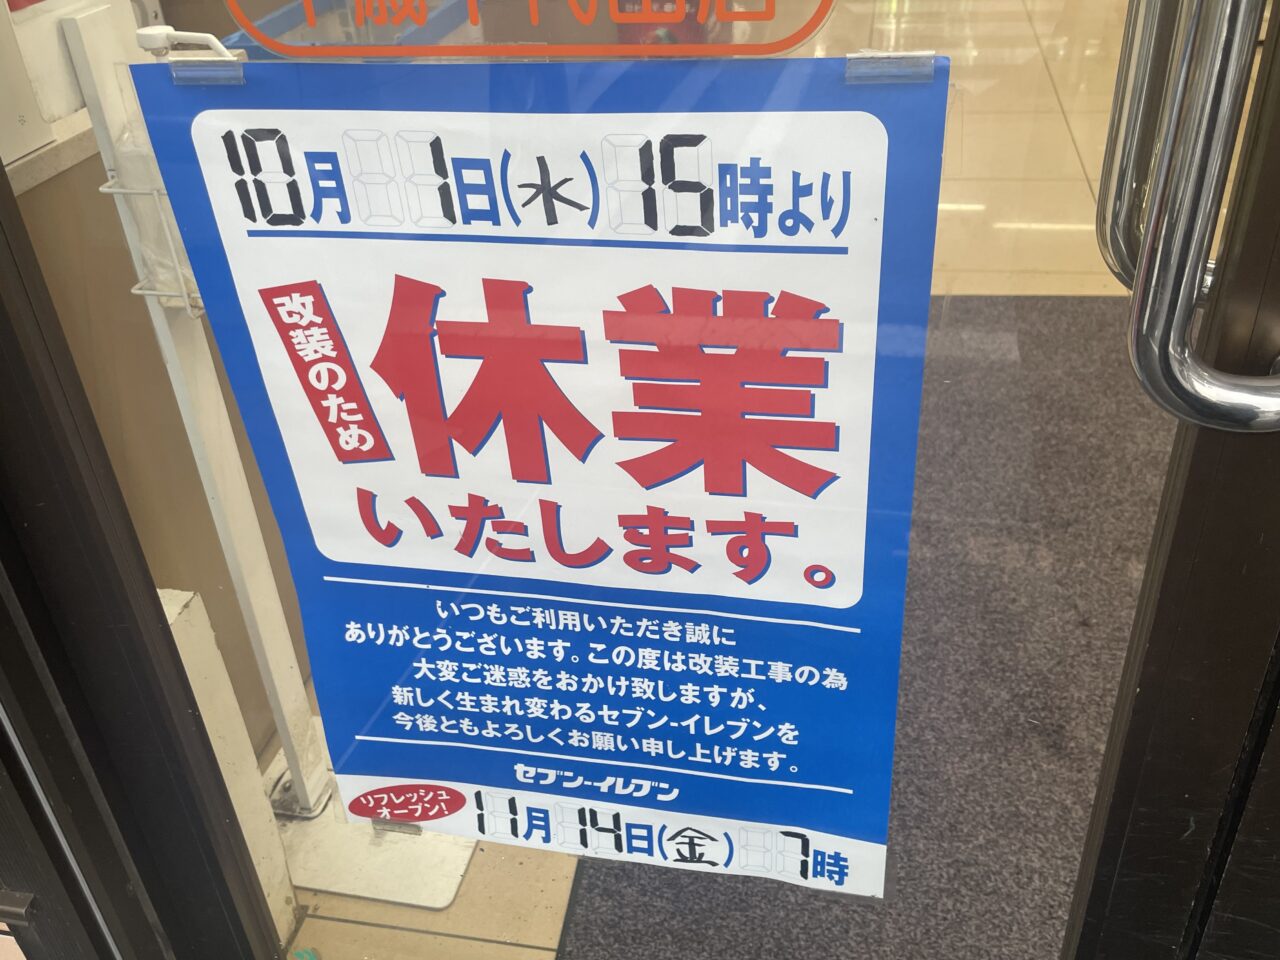 千歳千代田店
10月1日(水)15時より
改装のため
休業
いたします。
いつもご利用いただき誠に
ありがとうございます。この度は改装工事の為
大変ご迷惑をおかけ致しますが、
新しく生まれ変わるセブン-イレブンを
今後ともよろしくお願い申し上げます。
セブン-イレブン
リフレッシュ
オープン!
11月14日(金)7時